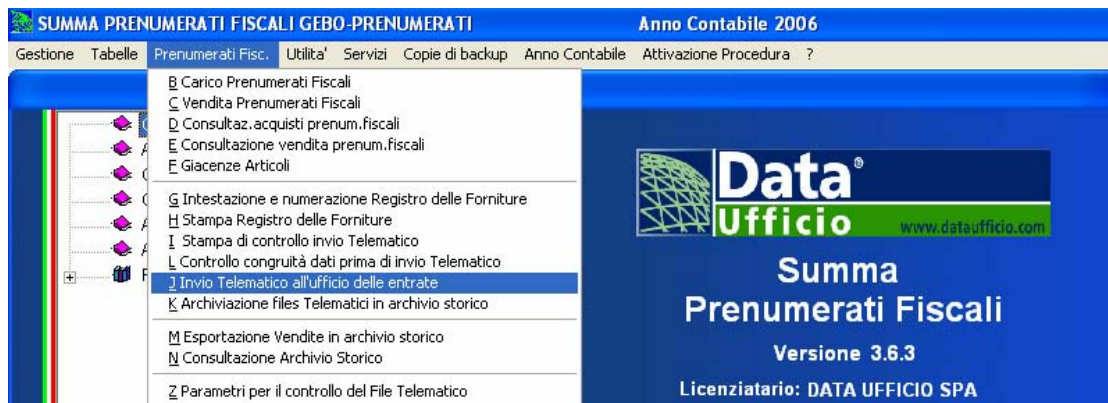 SUMMA PRENUMERATI FISCALI GEBO-PRENUMERATI Anno Contabile 2006
Gestione Tabelle Prenumerati Fisc. Utilita' Servizi Copie di backup Anno Contabile Attivazione Procedura ?
B Carico Prenumerati Fiscali
C Vendita Prenumerati Fiscali
D Consultaz.acquisti prenum.fiscali
E Consultazione vendita prenum.fiscali
F Giacenze Articoli
G Intestazione e numerazione Registro delle Forniture
H Stampa Registro delle Forniture
I Stampa di controllo invio Telematico
L Controllo congruità dati prima di invio Telematico
J Invio Telematico all'ufficio delle entrate
K Archiviazione files Telematici in archivio storico
M Esportazione Vendite in archivio storico
N Consultazione Archivio Storico
Z Parametri per il controllo del File Telematico
Data®
Ufficio www.dataufficio.com
Summa
Prenumerati Fiscali
Versione 3.6.3
Licenziatario: DATA UFFICIO SPA